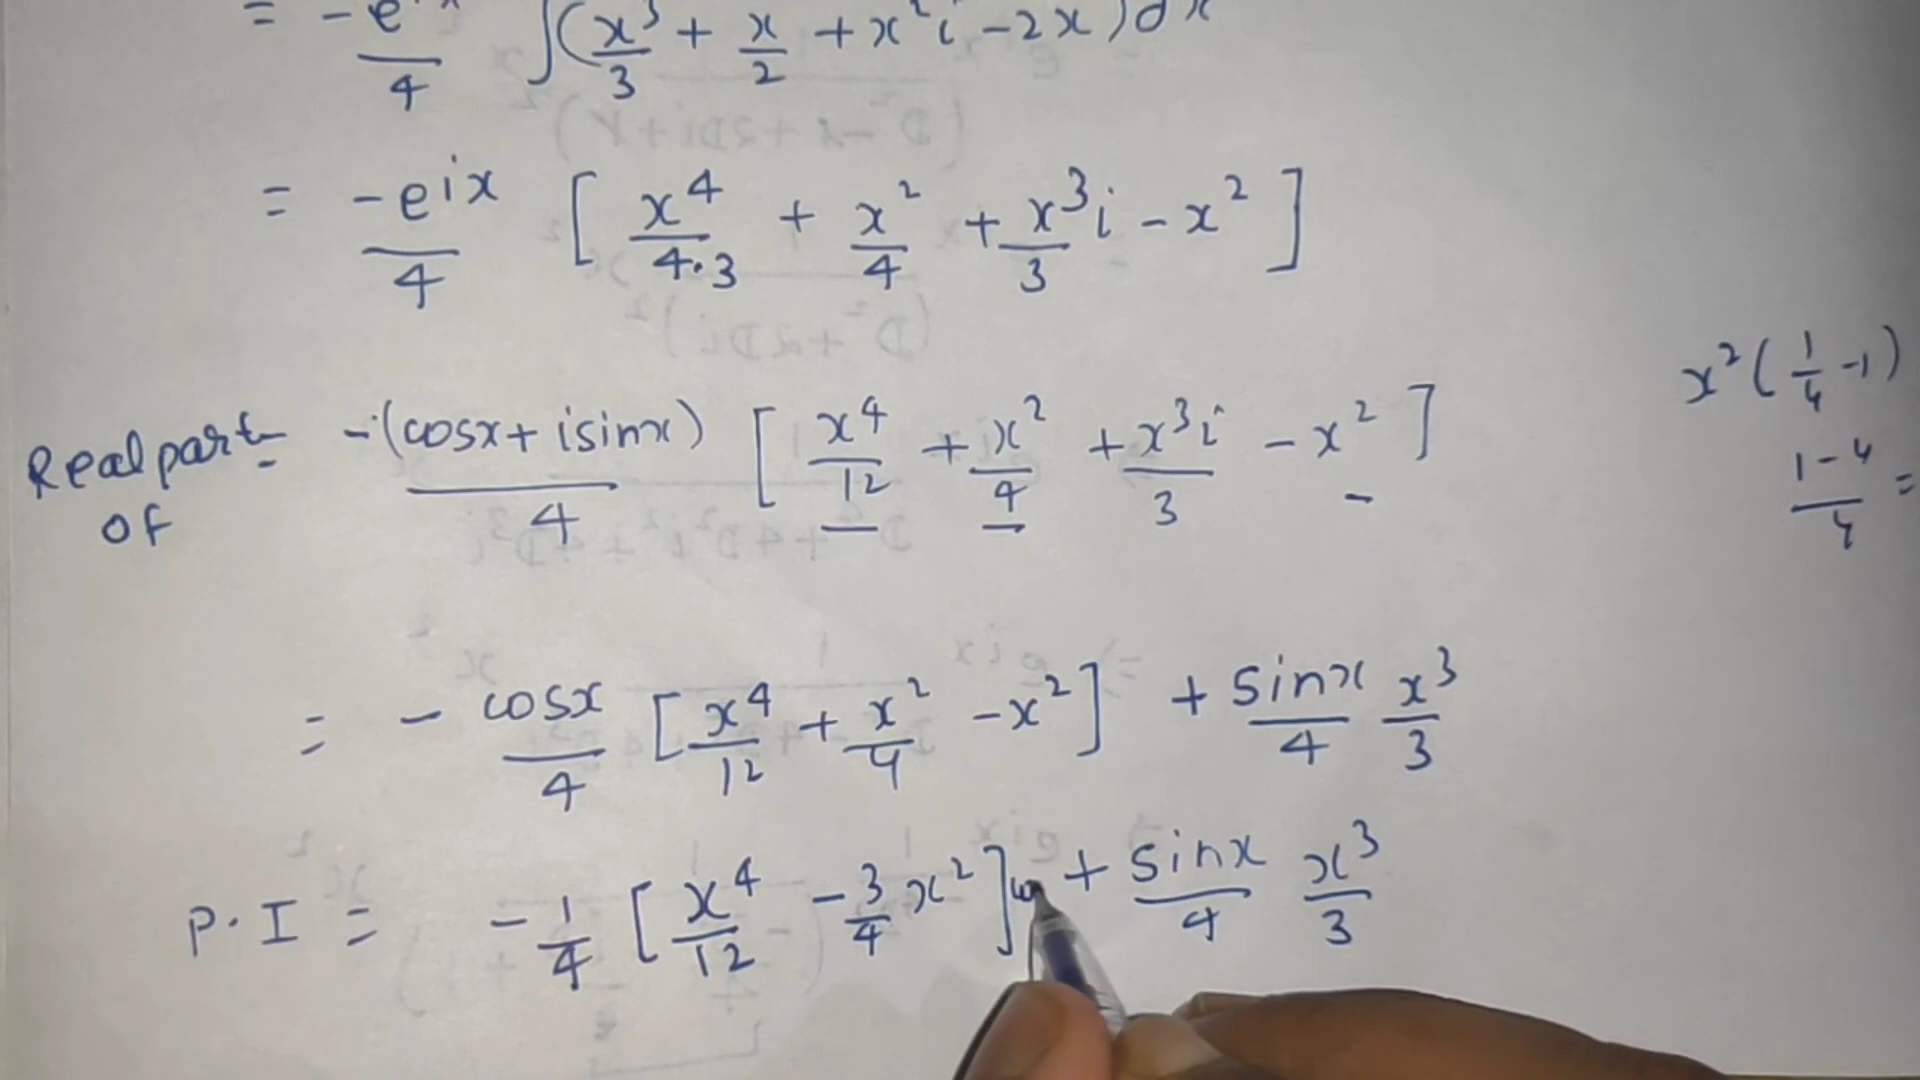 = -e^ix/4 ∫(x³/3 + x/2 + x²i - 2x)dx
= -e^ix/4 [x⁴/4·3 + x²/4 + x³i/3 - x²]
x²(1/4 - 1)
Real part of = -(cosx + isinx)/4 [x⁴/12 + x²/4 + x³i/3 - x²]
1-4/4 =
= - cosx/4 [x⁴/12 + x²/4 - x²] + sinx/4 x³/3
P.I = -1/4 [x⁴/12 - 3/4 x²] + sinx/4 x³/3